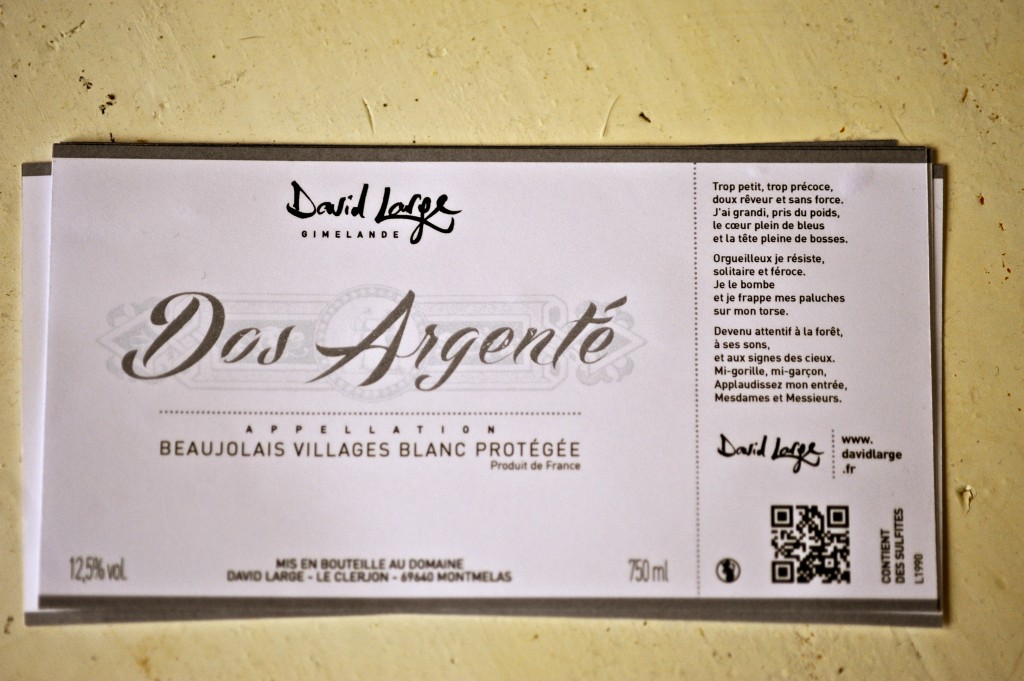 David Large
GIMELANDE
Dos Argenté
APPELLATION
BEAUJOLAIS VILLAGES BLANC PROTÉGÉE
Produit de France
12,5% vol.
MIS EN BOUTEILLE AU DOMAINE
DAVID LARGE - LE CLERJON - 69640 MONTMELAS
750 ml
Trop petit, trop précoce,
doux rêveur et sans force.
J'ai grandi, pris du poids,
le cœur plein de bleus
et la tête pleine de bosses.
Orgueilleux je résiste,
solitaire et féroce.
Je le bombe
et je frappe mes paluches
sur mon torse.
Devenu attentif à la forêt,
à ses sons,
et aux signes des cieux.
Mi-gorille, mi-garçon,
Applaudissez mon entrée,
Mesdames et Messieurs.
David Large
www.
davidlarge
.fr
CONTIENT
DES SULFITES
L1990